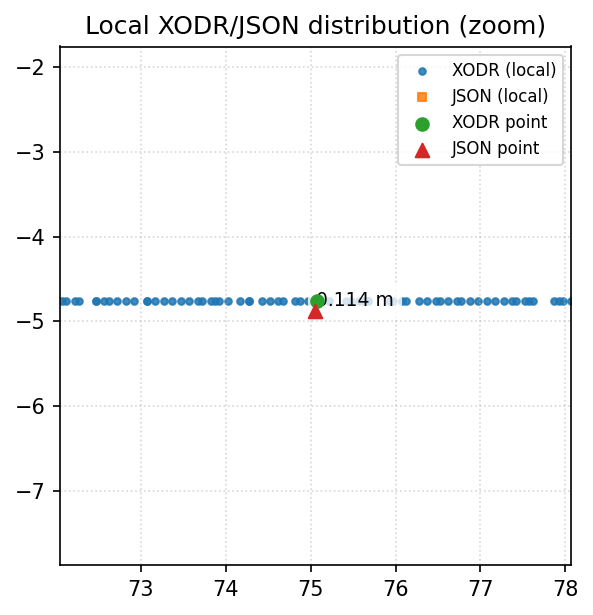 Local XODR/JSON distribution (zoom)
XODR (local)
JSON (local)
XODR point
JSON point
−2
−3
−4
−5
−6
−7
0.114 m
73 74 75 76 77 78